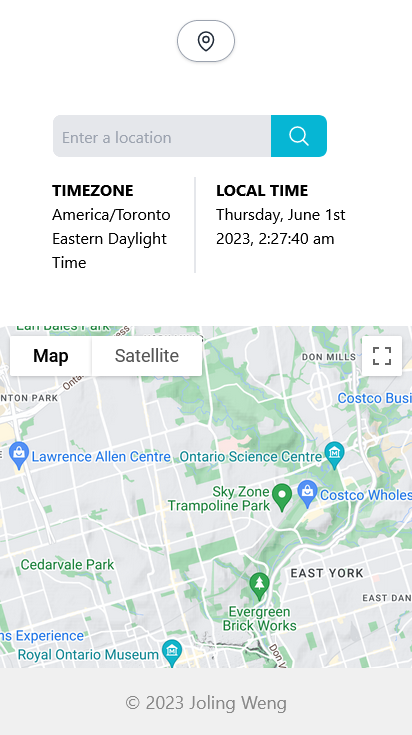 Enter a location
TIMEZONE
America/Toronto
Eastern Daylight
Time
LOCAL TIME
Thursday, June 1st
2023, 2:27:40 am
Earl Bales Park
Map
Satellite
DON MILLS
NTON PARK
Costco Busi
Lawrence Allen Centre
Ontario Science Centre
Sky Zone
Trampoline Park
Costco Wholes
Cedarvale Park
EAST YORK
EAST DAN
Evergreen
Brick Works
ns Experience
Royal Ontario Museum
Don V
© 2023 Joling Weng